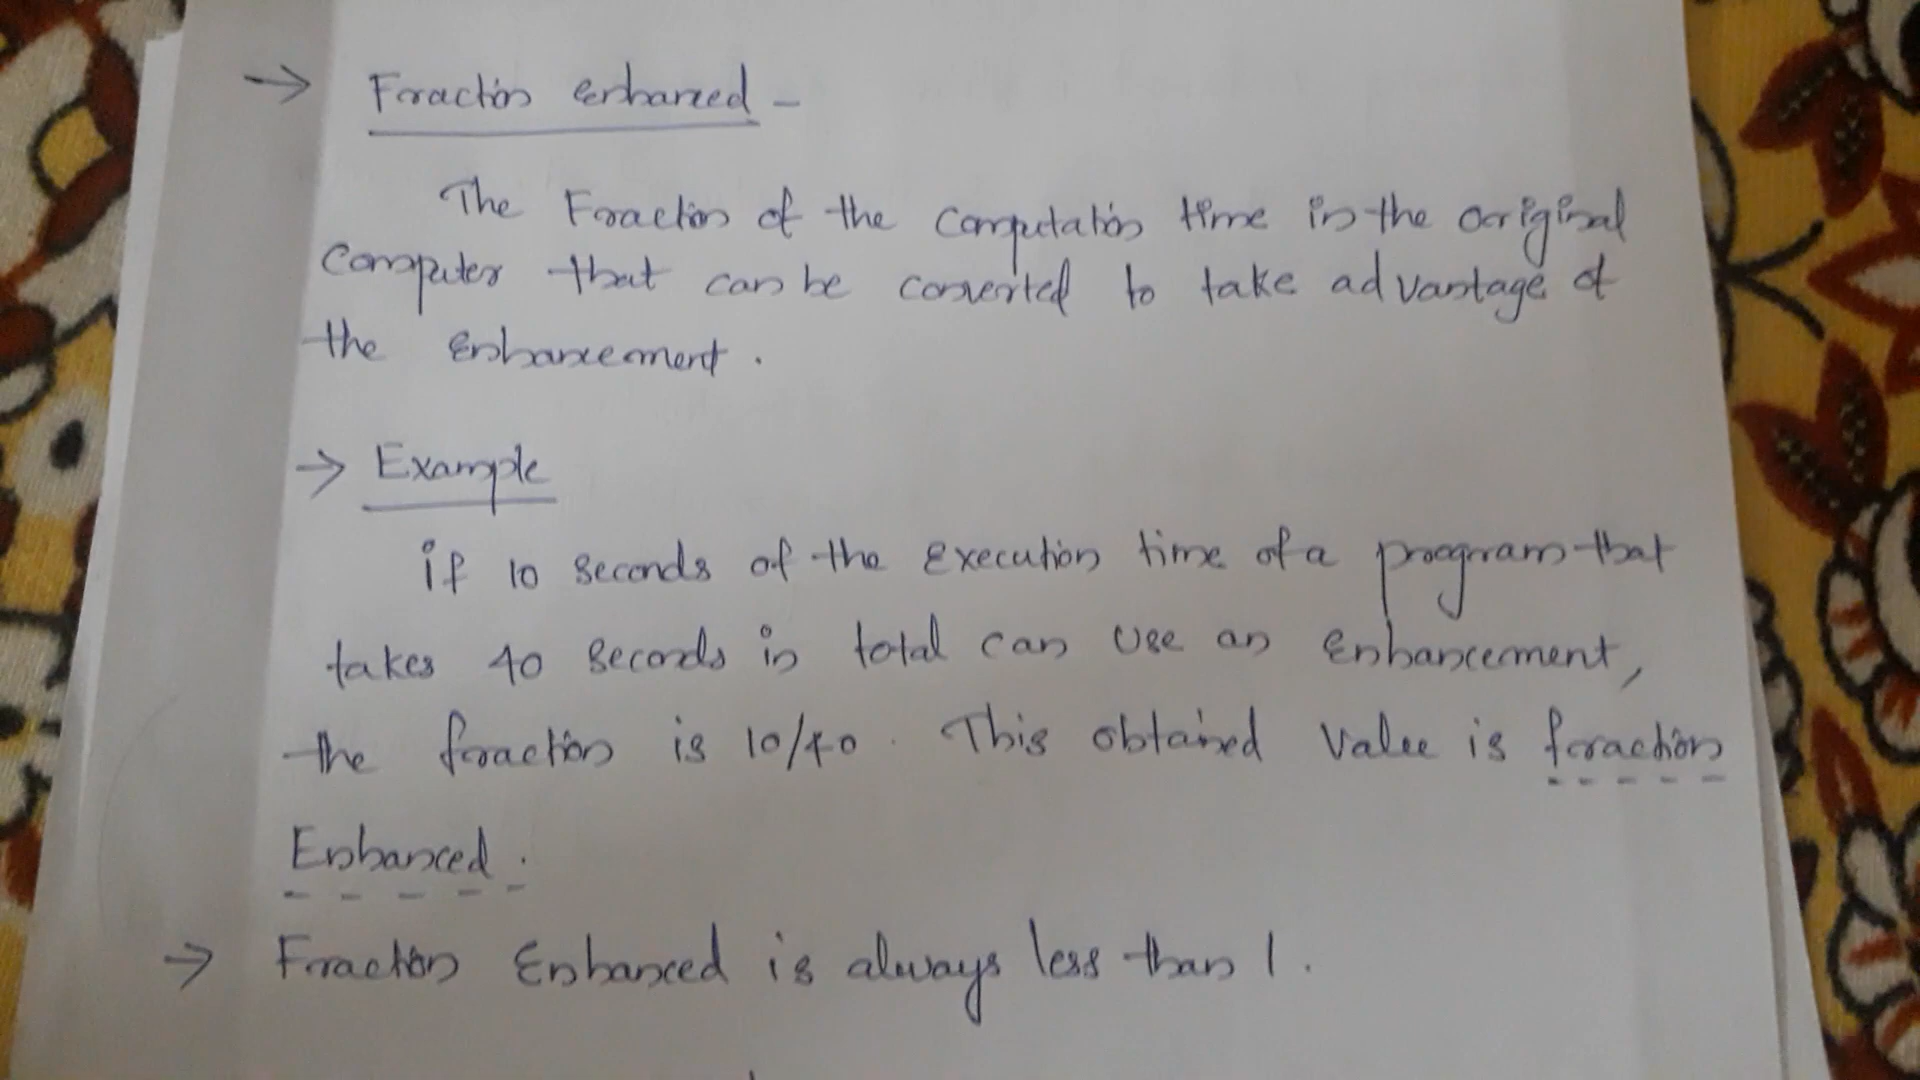 → Fraction enhanced -
The Fraction of the computation time in the original
computer that can be converted to take advantage of
the enhancement.
→ Example
if 10 seconds of the execution time of a program that
takes 40 seconds in total can use an enhancement,
the fraction is 10/40. This obtained value is fraction
Enhanced.
→ Fraction Enhanced is always less than 1.